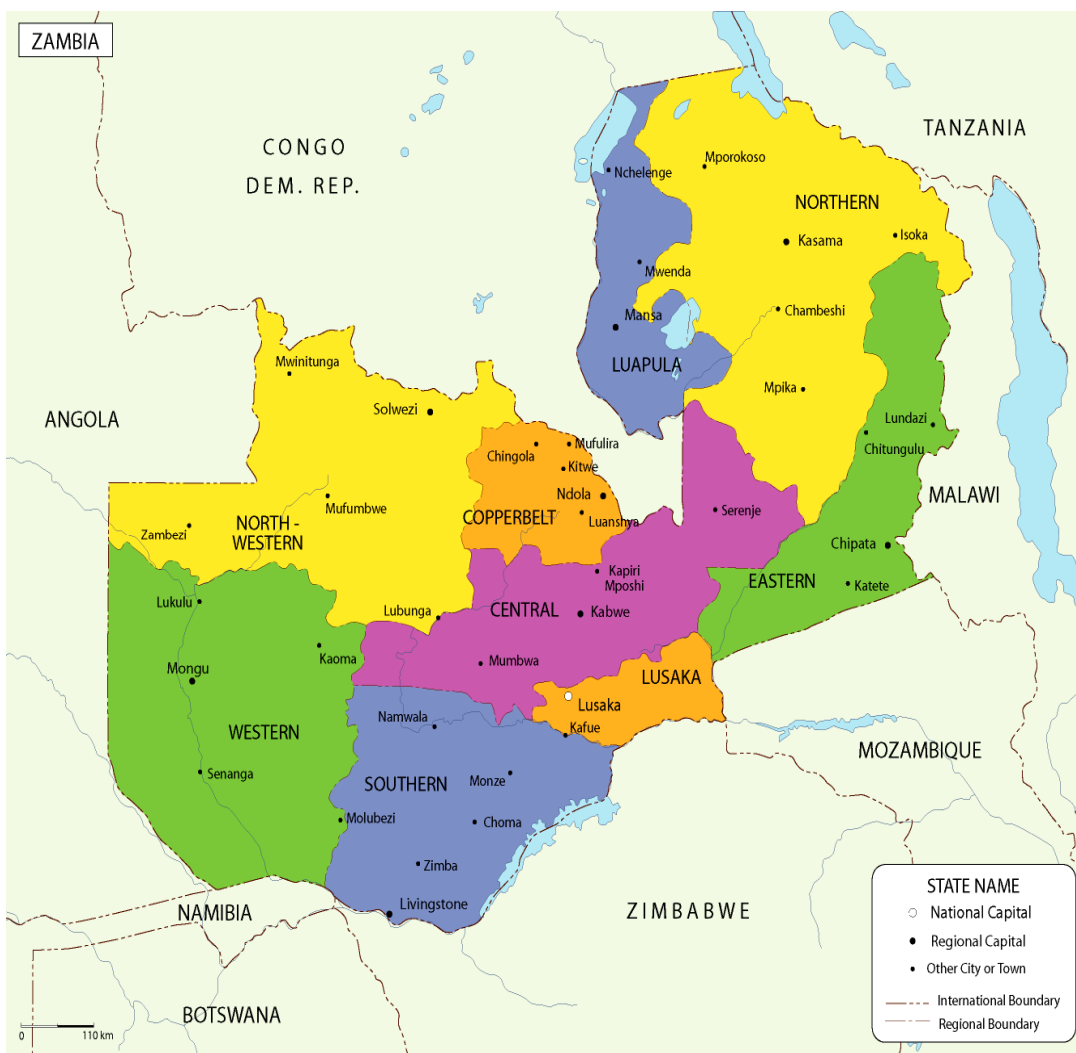 ZAMBIA
CONGO
DEM. REP.
TANZANIA
Nchelenge
Mporokoso
NORTHERN
Kasama
Isoka
Mwenda
Chambeshi
Mansa
LUAPULA
Mwinitunga
Mpika
Solwezi
ANGOLA
Lundazi
Chitungulu
Mufulira
Chingola
Kitwe
Ndola
MALAWI
Mufumbwe
Serenje
COPPERBELT
Luanshya
NORTH -
WESTERN
Zambezi
Chipata
Kapiri
Mposhi
EASTERN
Katete
Lukulu
Lubunga
CENTRAL
Kabwe
Kaoma
Mumbwa
Mongu
LUSAKA
Lusaka
Namwala
Kafue
WESTERN
MOZAMBIQUE
Senanga
SOUTHERN
Monze
Molubezi
Choma
Zimba
Livingstone
NAMIBIA
ZIMBABWE
BOTSWANA
STATE NAME
National Capital
Regional Capital
Other City or Town
International Boundary
Regional Boundary
0 110 km